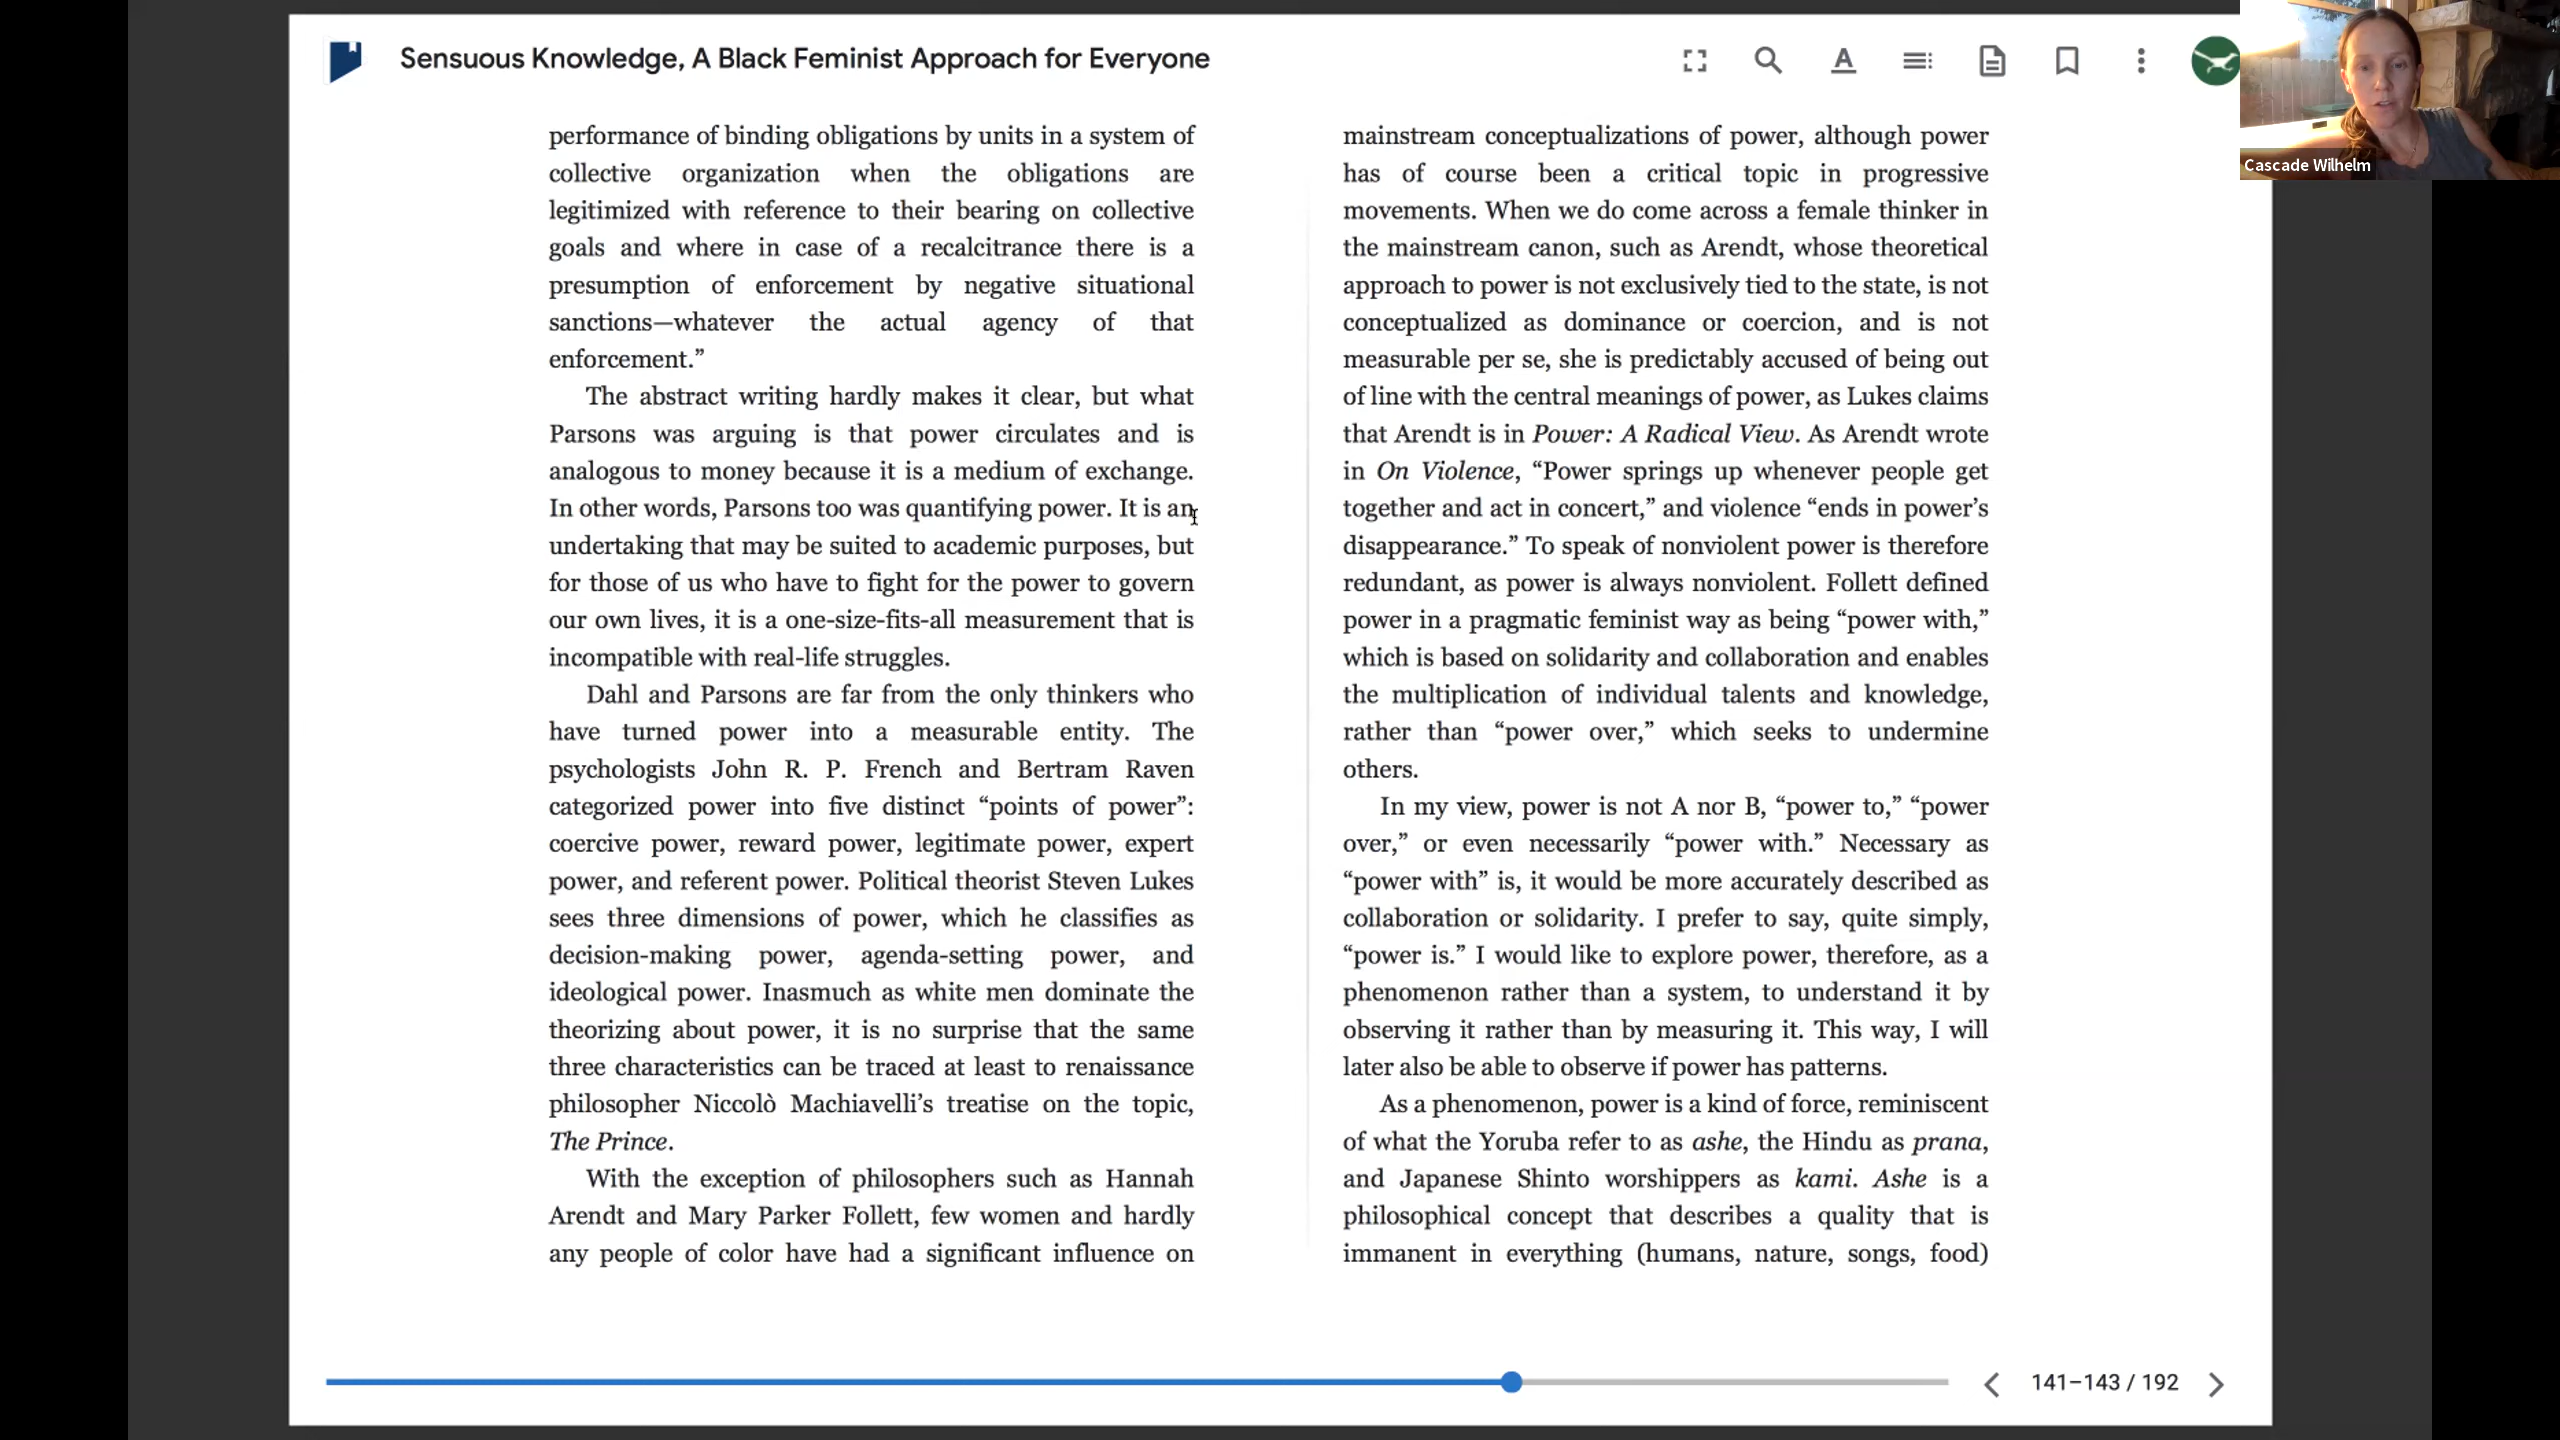 Sensuous Knowledge, A Black Feminist Approach for Everyone
Cascade Wilhelm
performance of binding obligations by units in a system of
collective organization when the obligations are
legitimized with reference to their bearing on collective
goals and where in case of a recalcitrance there is a
presumption of enforcement by negative situational
sanctions—whatever the actual agency of that
enforcement.”
The abstract writing hardly makes it clear, but what
Parsons was arguing is that power circulates and is
analogous to money because it is a medium of exchange.
In other words, Parsons too was quantifying power. It is an
undertaking that may be suited to academic purposes, but
for those of us who have to fight for the power to govern
our own lives, it is a one-size-fits-all measurement that is
incompatible with real-life struggles.
Dahl and Parsons are far from the only thinkers who
have turned power into a measurable entity. The
psychologists John R. P. French and Bertram Raven
categorized power into five distinct “points of power”:
coercive power, reward power, legitimate power, expert
power, and referent power. Political theorist Steven Lukes
sees three dimensions of power, which he classifies as
decision-making power, agenda-setting power, and
ideological power. Inasmuch as white men dominate the
theorizing about power, it is no surprise that the same
three characteristics can be traced at least to renaissance
philosopher Niccolò Machiavelli’s treatise on the topic,
The Prince.
With the exception of philosophers such as Hannah
Arendt and Mary Parker Follett, few women and hardly
any people of color have had a significant influence on
mainstream conceptualizations of power, although power
has of course been a critical topic in progressive
movements. When we do come across a female thinker in
the mainstream canon, such as Arendt, whose theoretical
approach to power is not exclusively tied to the state, is not
conceptualized as dominance or coercion, and is not
measurable per se, she is predictably accused of being out
of line with the central meanings of power, as Lukes claims
that Arendt is in Power: A Radical View. As Arendt wrote
in On Violence, “Power springs up whenever people get
together and act in concert,” and violence “ends in power’s
disappearance.” To speak of nonviolent power is therefore
redundant, as power is always nonviolent. Follett defined
power in a pragmatic feminist way as being “power with,”
which is based on solidarity and collaboration and enables
the multiplication of individual talents and knowledge,
rather than “power over,” which seeks to undermine
others.
In my view, power is not A nor B, “power to,” “power
over,” or even necessarily “power with.” Necessary as
“power with” is, it would be more accurately described as
collaboration or solidarity. I prefer to say, quite simply,
“power is.” I would like to explore power, therefore, as a
phenomenon rather than a system, to understand it by
observing it rather than by measuring it. This way, I will
later also be able to observe if power has patterns.
As a phenomenon, power is a kind of force, reminiscent
of what the Yoruba refer to as ashe, the Hindu as prana,
and Japanese Shinto worshippers as kami. Ashe is a
philosophical concept that describes a quality that is
immanent in everything (humans, nature, songs, food)
141–143 / 192